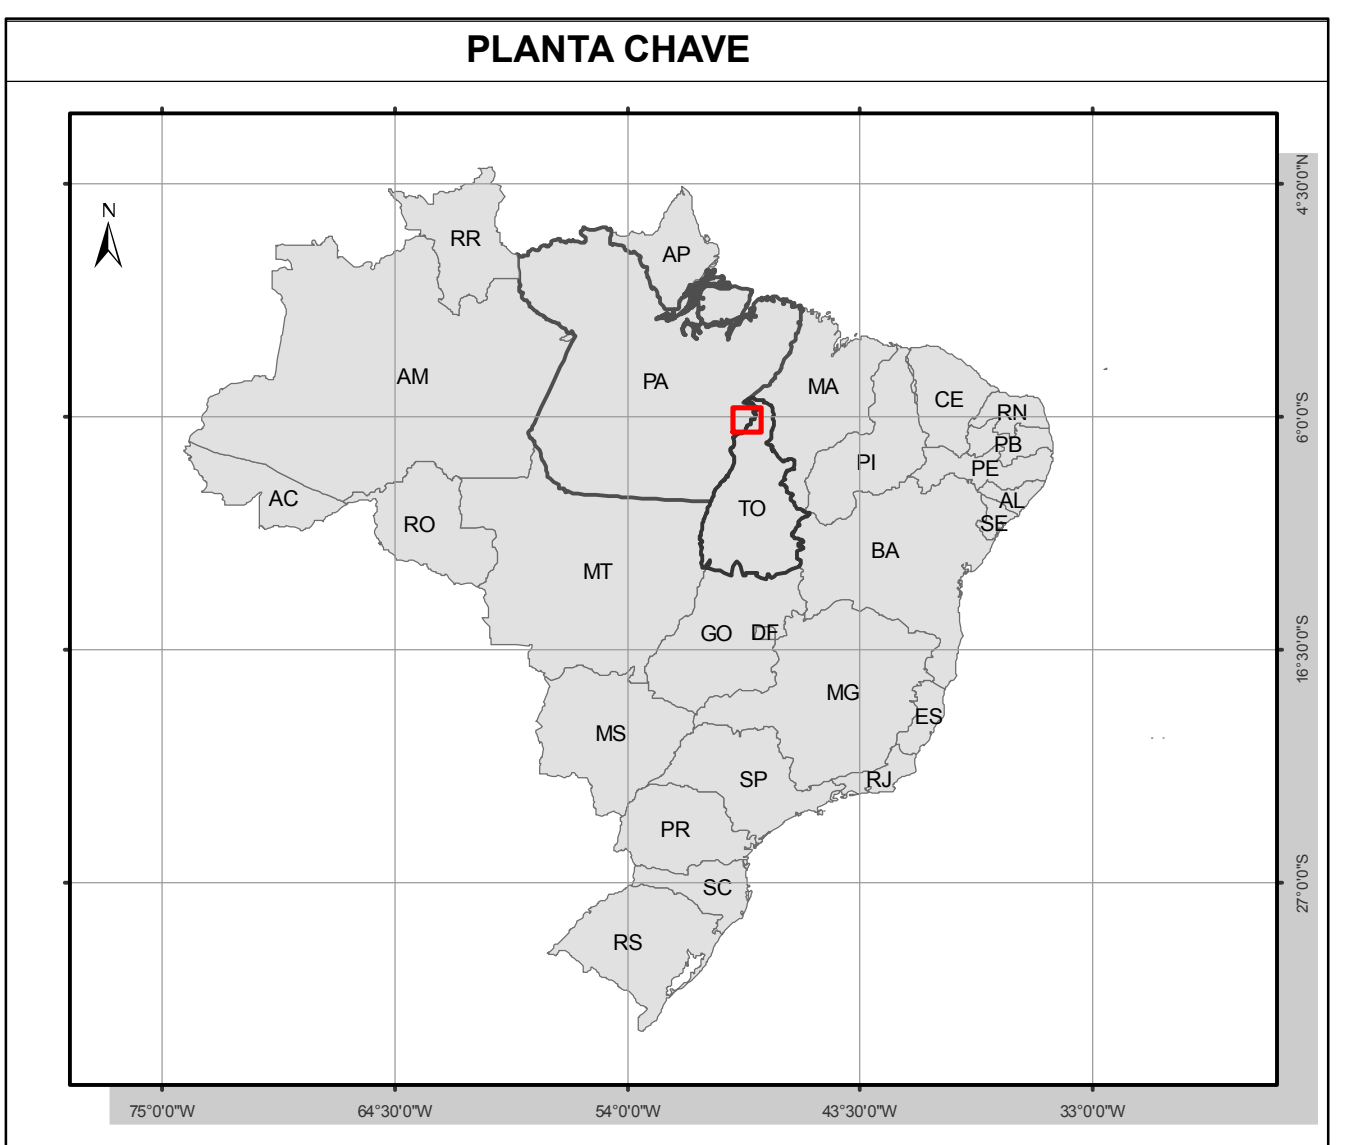 PLANTA CHAVE
N
4°30'0"N
RR
AP
AM
PA
MA
CE
RN
6°0'0"S
PB
PI
PE
AC
AL
TO
RO
SE
BA
MT
GO
DF
16°30'0"S
MG
ES
MS
SP
RJ
PR
SC
27°0'0"S
RS
75°0'0"W
64°30'0"W
54°0'0"W
43°30'0"W
33°0'0"W